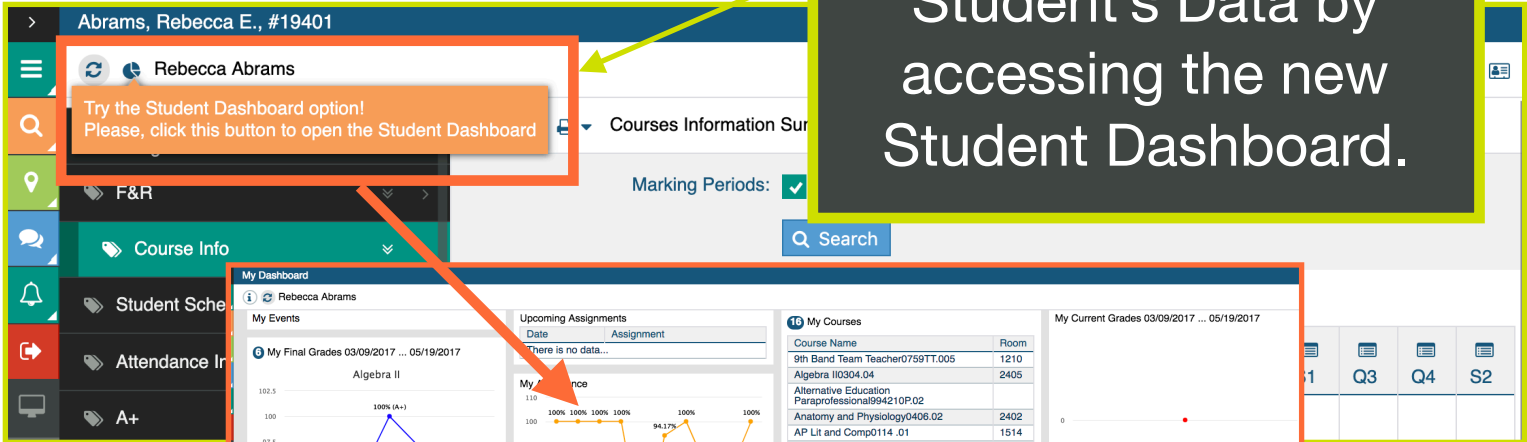 Abrams, Rebecca E., #19401
Student's Data by
accessing the new
Student Dashboard.
Rebecca Abrams
Try the Student Dashboard option!
Please, click this button to open the Student Dashboard
Courses Information
F&R
Marking Periods:
Course Info
Search
Student
Attendance
A+
S1 Q3 Q4 S2
My Dashboard
Rebecca Abrams
My Events
6 My Final Grades 03/09/2017 ... 05/19/2017
Algebra II
102.5
100% (A+)
100
Upcoming Assignments
Date Assignment
There is no data...
My
110
100% 100% 100% 100% 100% 100%
100
94.17%
16 My Courses
Course Name Room
9th Band Team Teacher0759TT.005 1210
Algebra II0304.04 2405
Alternative Education
Paraprofessional994210P.02
Anatomy and Physiology0406.02 2402
AP Lit and Comp0114 .01 1514
My Current Grades 03/09/2017 ... 05/19/2017
0